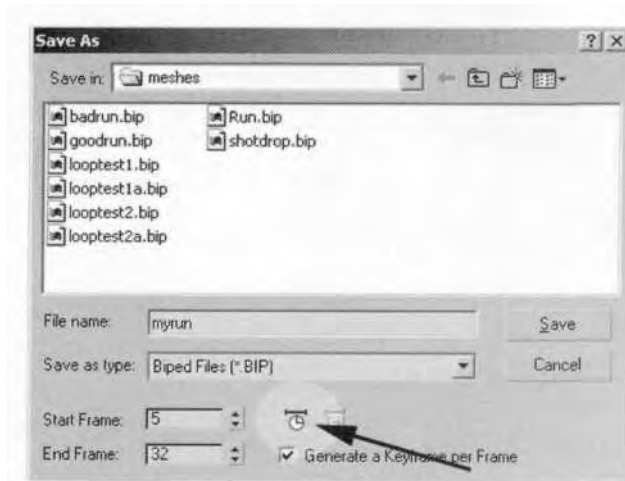 Save As
Save in: meshes
badrun.bip
goodrun.bip
looptest1.bip
looptest1a.bip
looptest2.bip
looptest2a.bip
Run.bip
shotdrop.bip
File name: myrun Save
Save as type: Biped Files (*.BIP) Cancel
Start Frame: 5
End Frame: 32 Generate a Keyframe per Frame